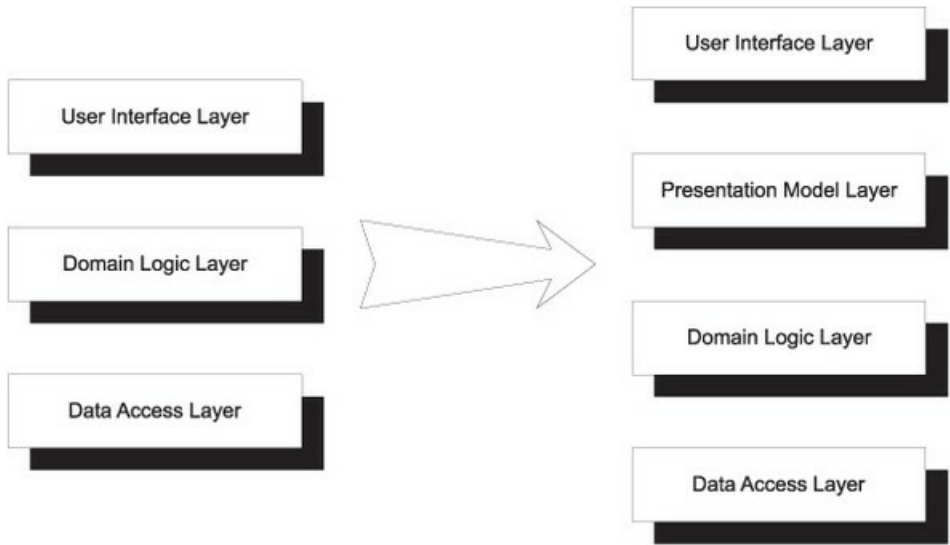 User Interface Layer
Domain Logic Layer
Data Access Layer
User Interface Layer
Presentation Model Layer
Domain Logic Layer
Data Access Layer